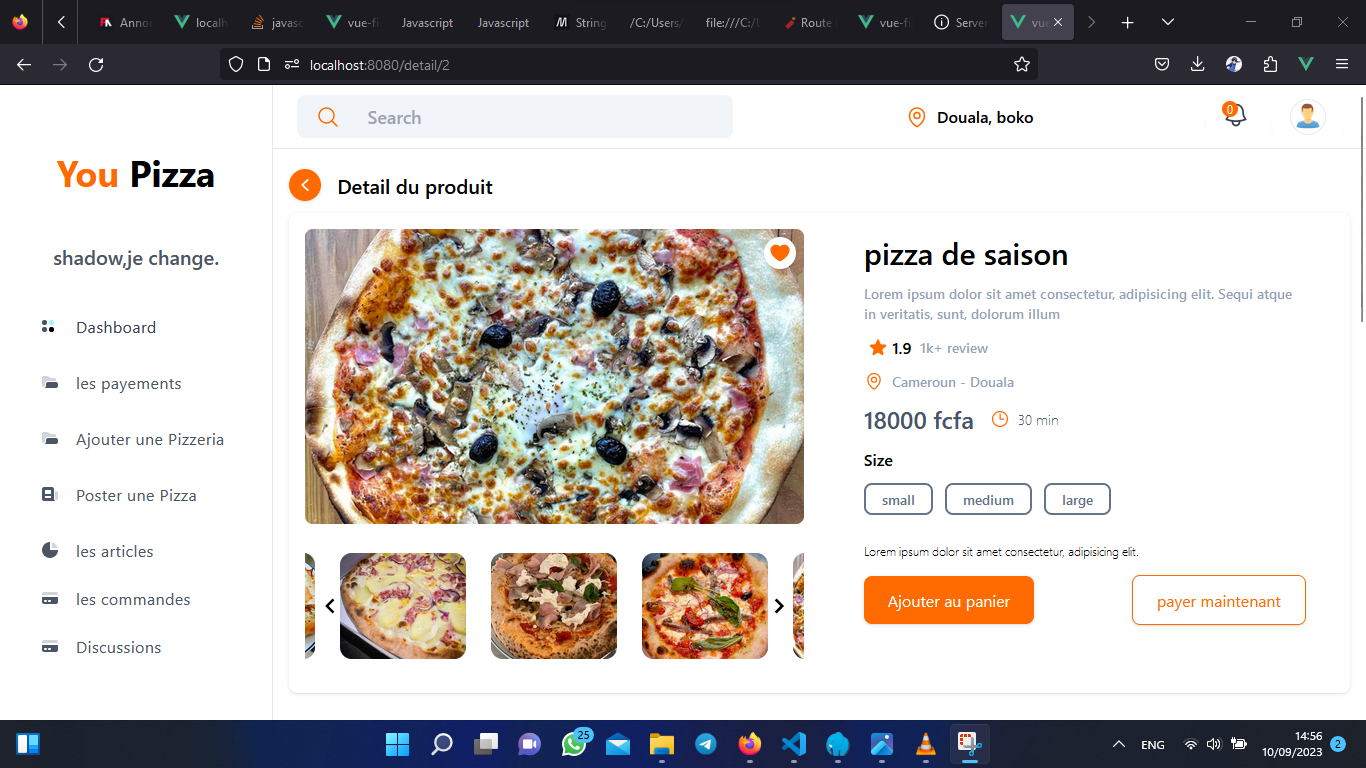 Anno
localh
javasc
vue-fi
Javascript
Javascript
String
/C:/Users/
file:///C:/U
Route
vue-fi
Server
vue
localhost:8080/detail/2
Search
Douala, boko
0
You Pizza
Detail du produit
shadow,je change.
Dashboard
les payements
Ajouter une Pizzeria
Poster une Pizza
les articles
les commandes
Discussions
pizza de saison
Lorem ipsum dolor sit amet consectetur, adipisicing elit. Sequi atque
in veritatis, sunt, dolorum illum
1.9 1k+ review
Cameroun - Douala
18000 fcfa 30 min
Size
small medium large
Lorem ipsum dolor sit amet consectetur, adipisicing elit.
Ajouter au panier payer maintenant
25
ENG
14:56
10/09/2023
2